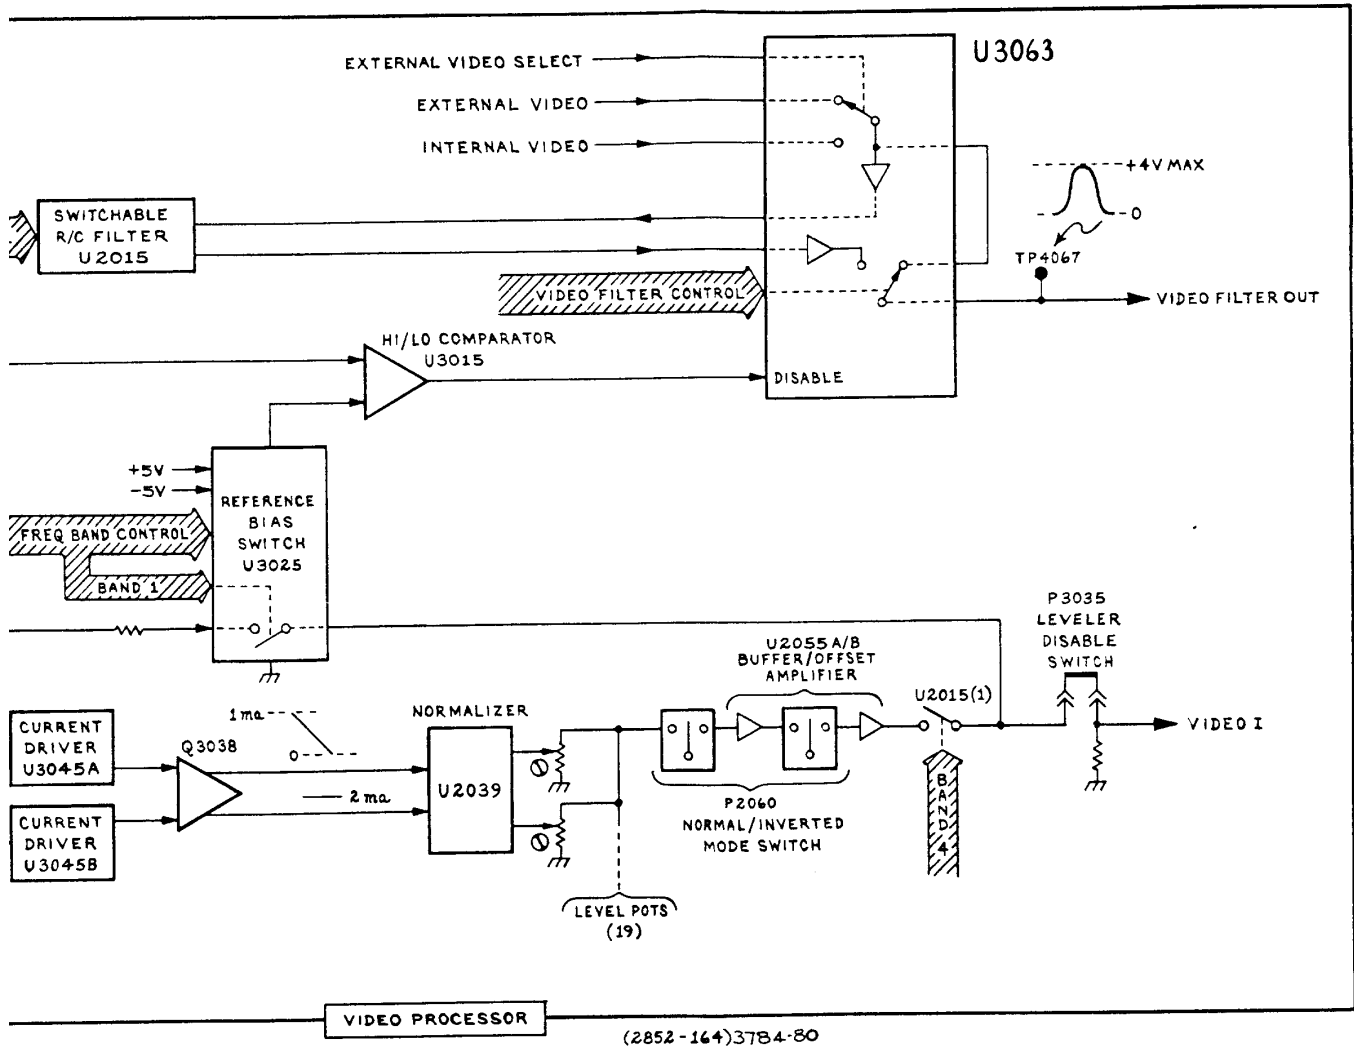 U3063
EXTERNAL VIDEO SELECT
EXTERNAL VIDEO
INTERNAL VIDEO
+4V MAX
0
SWITCHABLE
R/C FILTER
U2015
TP4067
VIDEO FILTER CONTROL
VIDEO FILTER OUT
HI/LO COMPARATOR
U3015
DISABLE
+5V
-5V
REFERENCE
BIAS
SWITCH
U3025
FREQ BAND CONTROL
BAND 1
P3035
LEVELER
DISABLE
SWITCH
U2055A/B
BUFFER/OFFSET
AMPLIFIER
U2015(1)
VIDEO I
CURRENT
DRIVER
U3045A
Q3038
1ma
0
NORMALIZER
U2039
2ma
CURRENT
DRIVER
U3045B
P2060
NORMAL/INVERTED
MODE SWITCH
BAND 4
LEVEL POTS
(19)
VIDEO PROCESSOR
(2852-164)3784-80